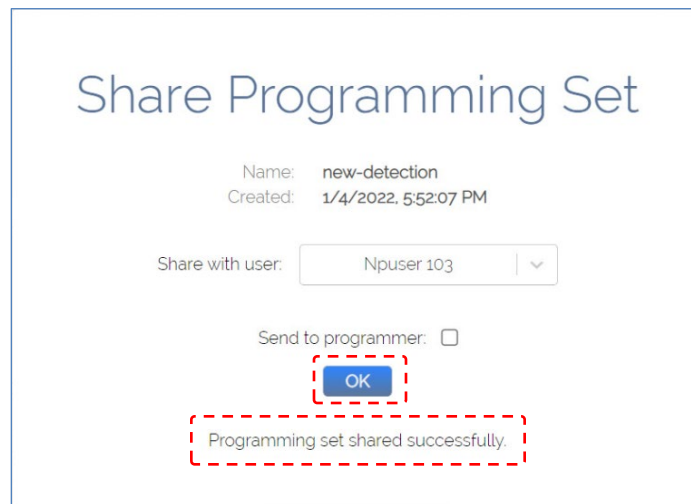 Share Programming Set
Name: new-detection
Created: 1/4/2022, 5:52:07 PM
Share with user: Npuser 103
Send to programmer:
OK
Programming set shared successfully.